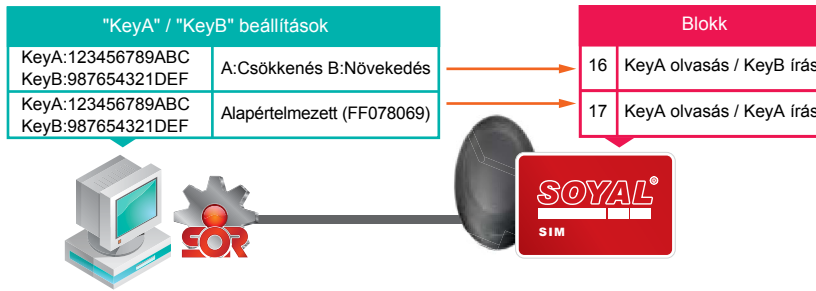 "KeyA" / "KeyB" beállítások
Blokk
KeyA:123456789ABC
KeyB:987654321DEF
A:Csökkenés B:Növekedés
16 KeyA olvasás / KeyB írás
KeyA:123456789ABC
KeyB:987654321DEF
Alapértelmezett (FF078069)
17 KeyA olvasás / KeyA írás
SOYAL®
SIM
SOR